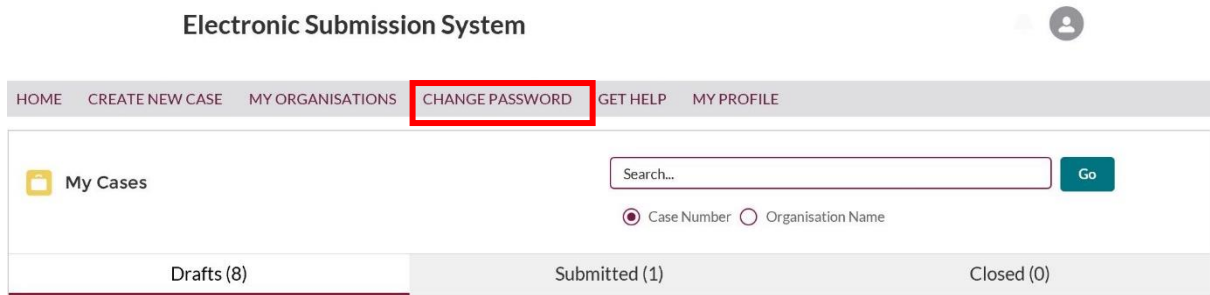 Electronic Submission System
HOME CREATE NEW CASE MY ORGANISATIONS CHANGE PASSWORD GET HELP MY PROFILE
My Cases
Search...
Go
Case Number Organisation Name
Drafts (8) Submitted (1) Closed (0)